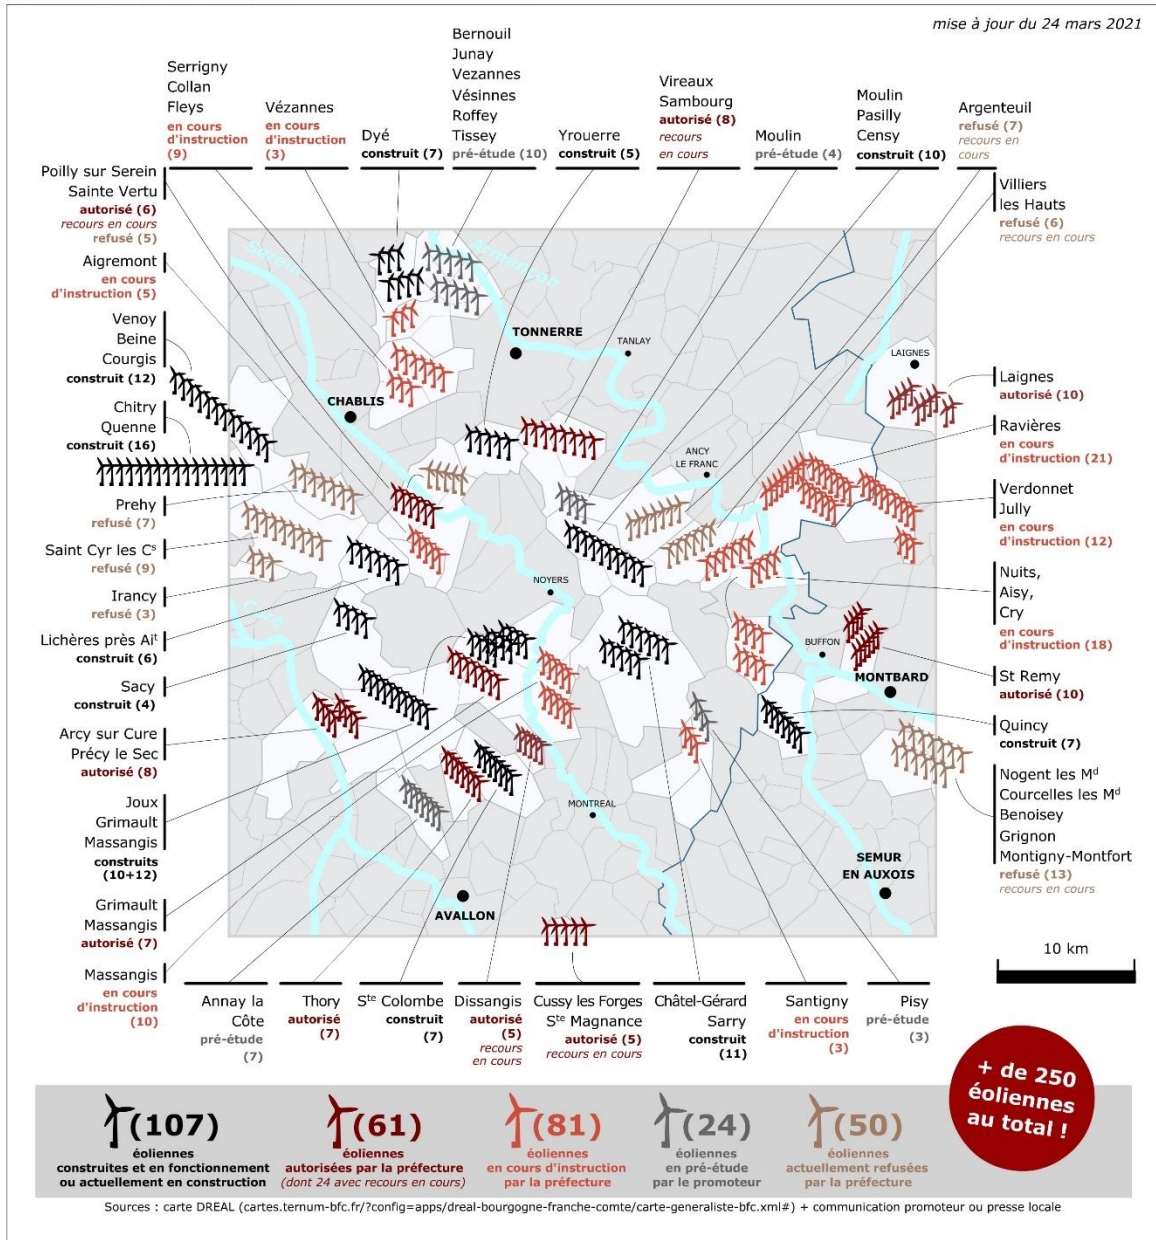 mise à jour du 24 mars 2021
Serrigny
Collan
Fleys
en cours
d'instruction
(9)
Vézannes
en cours
d'instruction
(3)
Dyé
construit (7)
Bernouil
Junay
Vezannes
Vésinnes
Roffey
Tissey
pré-étude (10)
Yrouerre
construit (5)
Vireaux
Sambourg
autorisé (8)
recours
en cours
Moulin
pré-étude (4)
Moulin
Pasilly
Censy
construit (10)
Argenteuil
refusé (7)
recours en
cours
Poilly sur Serein
Sainte Vertu
autorisé (6)
recours en cours
refusé (5)
Aigremont
en cours
d'instruction (5)
Venoy
Beine
Courgis
construit (12)
Chitry
Quenne
construit (16)
Prehy
refusé (7)
Saint Cyr les Cˢ
refusé (9)
Irancy
refusé (3)
Lichères près Aiᵗ
construit (6)
Sacy
construit (4)
Arcy sur Cure
Précy le Sec
autorisé (8)
Joux
Grimault
Massangis
construits
(10+12)
Grimault
Massangis
autorisé (7)
Massangis
en cours
d'instruction
(10)
Serein
Armançon
Cure
TONNERRE
TANLAY
LAIGNES
CHABLIS
ANCY
LE FRANC
NOYERS
BUFFON
MONTBARD
MONTREAL
SEMUR
EN AUXOIS
AVALLON
Villiers
les Hauts
refusé (6)
recours en cours
Laignes
autorisé (10)
Ravières
en cours
d'instruction (21)
Verdonnet
Jully
en cours
d'instruction (12)
Nuits,
Aisy,
Cry
en cours
d'instruction (18)
St Remy
autorisé (10)
Quincy
construit (7)
Nogent les Mᵈ
Courcelles les Mᵈ
Benoisey
Grignon
Montigny-Montfort
refusé (13)
recours en cours
10 km
Annay la
Côte
pré-étude
(7)
Thory
autorisé
(7)
Sᵗᵉ Colombe
construit
(7)
Dissangis
autorisé
(5)
recours
en cours
Cussy les Forges
Sᵗᵉ Magnance
autorisé (5)
recours en cours
Châtel-Gérard
Sarry
construit
(11)
Santigny
en cours
d'instruction
(3)
Pisy
pré-étude
(3)
+ de 250
éoliennes
au total !
(107)
éoliennes
construites et en fonctionnement
ou actuellement en construction
(61)
éoliennes
autorisées par la préfecture
(dont 24 avec recours en cours)
(81)
éoliennes
en cours d'instruction
par la préfecture
(24)
éoliennes
en pré-étude
par le promoteur
(50)
éoliennes
actuellement refusées
par la préfecture
Sources : carte DREAL (cartes.ternum-bfc.fr/?config=apps/dreal-bourgogne-franche-comte/carte-generaliste-bfc.xml#) + communication promoteur ou presse locale